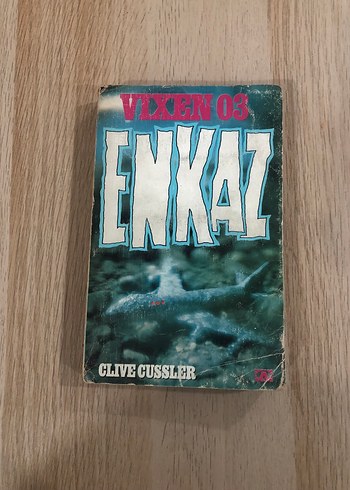 VIXEN 03
ENKAZ
CLIVE CUSSLER